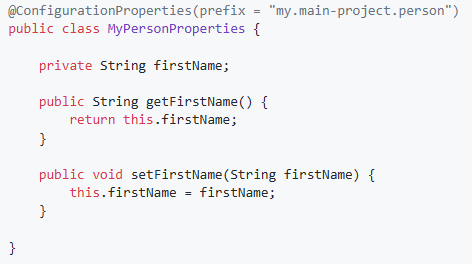 @ConfigurationProperties(prefix = "my.main-project.person")
public class MyPersonProperties {
private String firstName;
public String getFirstName() {
return this.firstName;
}
public void setFirstName(String firstName) {
this.firstName = firstName;
}
}